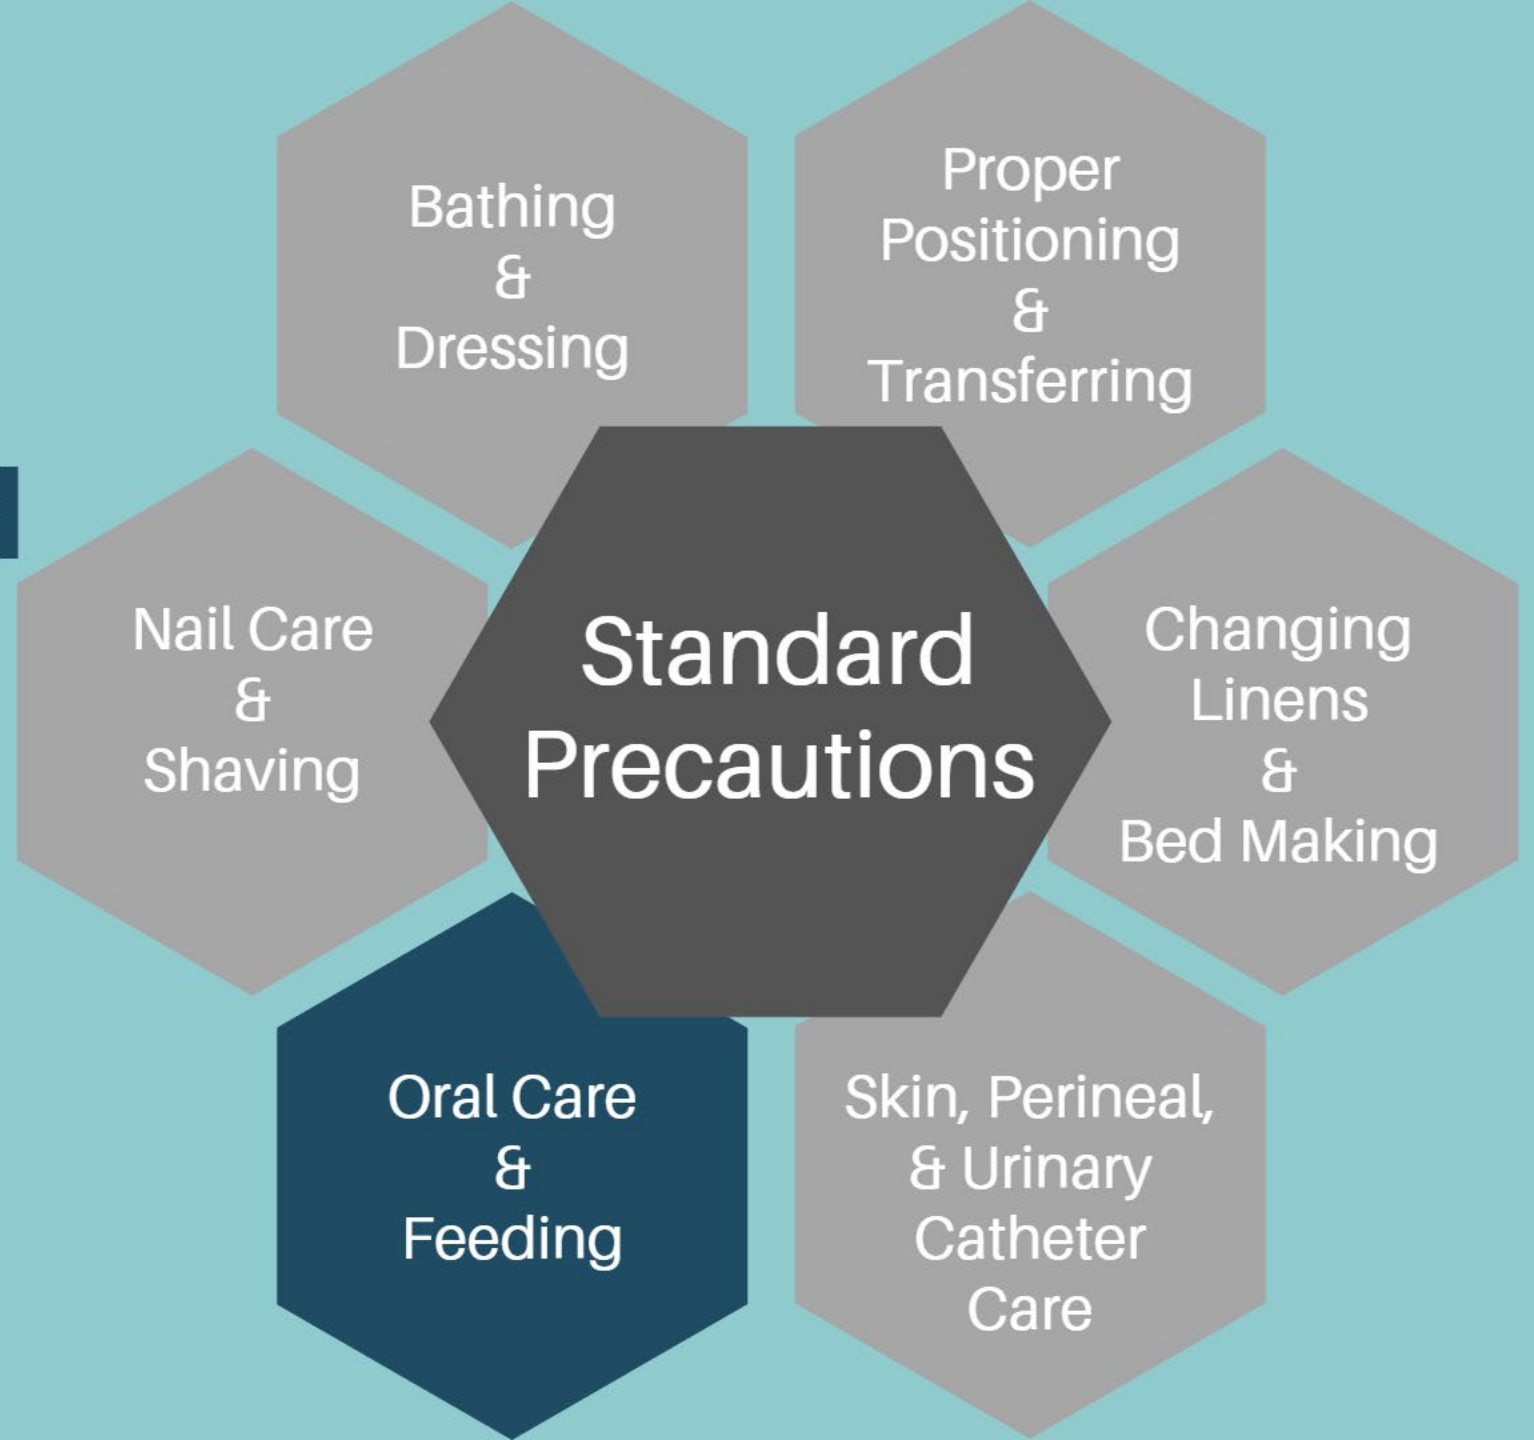 Bathing
&
Dressing
Proper
Positioning
&
Transferring
Nail Care
&
Shaving
Standard
Precautions
Changing
Linens
&
Bed Making
Oral Care
&
Feeding
Skin, Perineal,
& Urinary
Catheter
Care